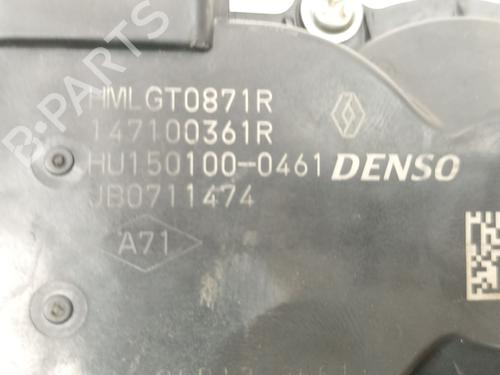 HMLGT0871R
147100361R
HU150100-0461 DENSO
JB0711474
A71
B-PARTS